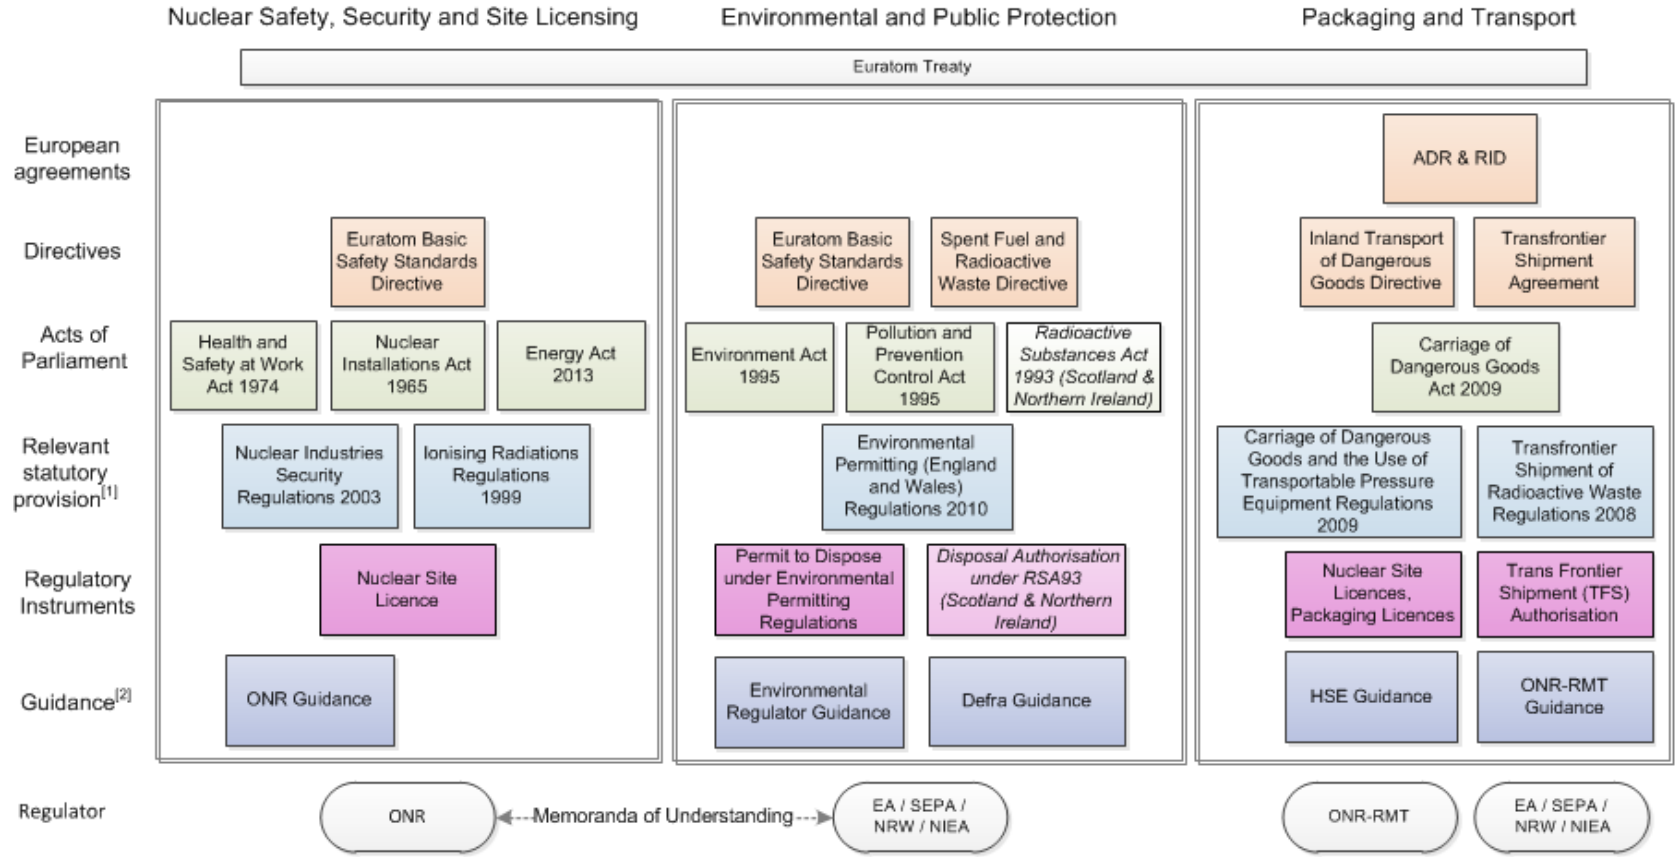 Nuclear Safety, Security and Site Licensing
Environmental and Public Protection
Packaging and Transport
Euratom Treaty
European
agreements
ADR & RID
Directives
Euratom Basic
Safety Standards
Directive
Euratom Basic
Safety Standards
Directive
Spent Fuel and
Radioactive
Waste Directive
Inland Transport
of Dangerous
Goods Directive
Transfrontier
Shipment
Agreement
Acts of
Parliament
Health and
Safety at Work
Act 1974
Nuclear
Installations Act
1965
Energy Act
2013
Environment Act
1995
Pollution and
Prevention
Control Act
1995
Radioactive
Substances Act
1993 (Scotland &
Northern Ireland)
Carriage of
Dangerous Goods
Act 2009
Relevant
statutory
provision[1]
Nuclear Industries
Security
Regulations 2003
Ionising Radiations
Regulations
1999
Environmental
Permitting (England
and Wales)
Regulations 2010
Carriage of Dangerous
Goods and the Use of
Transportable Pressure
Equipment Regulations
2009
Transfrontier
Shipment of
Radioactive Waste
Regulations 2008
Regulatory
Instruments
Nuclear Site
Licence
Permit to Dispose
under Environmental
Permitting
Regulations
Disposal Authorisation
under RSA93
(Scotland & Northern
Ireland)
Nuclear Site
Licences,
Packaging Licences
Trans Frontier
Shipment (TFS)
Authorisation
Guidance[2]
ONR Guidance
Environmental
Regulator Guidance
Defra Guidance
HSE Guidance
ONR-RMT
Guidance
Regulator
ONR
Memoranda of Understanding
EA / SEPA /
NRW / NIEA
ONR-RMT
EA / SEPA /
NRW / NIEA